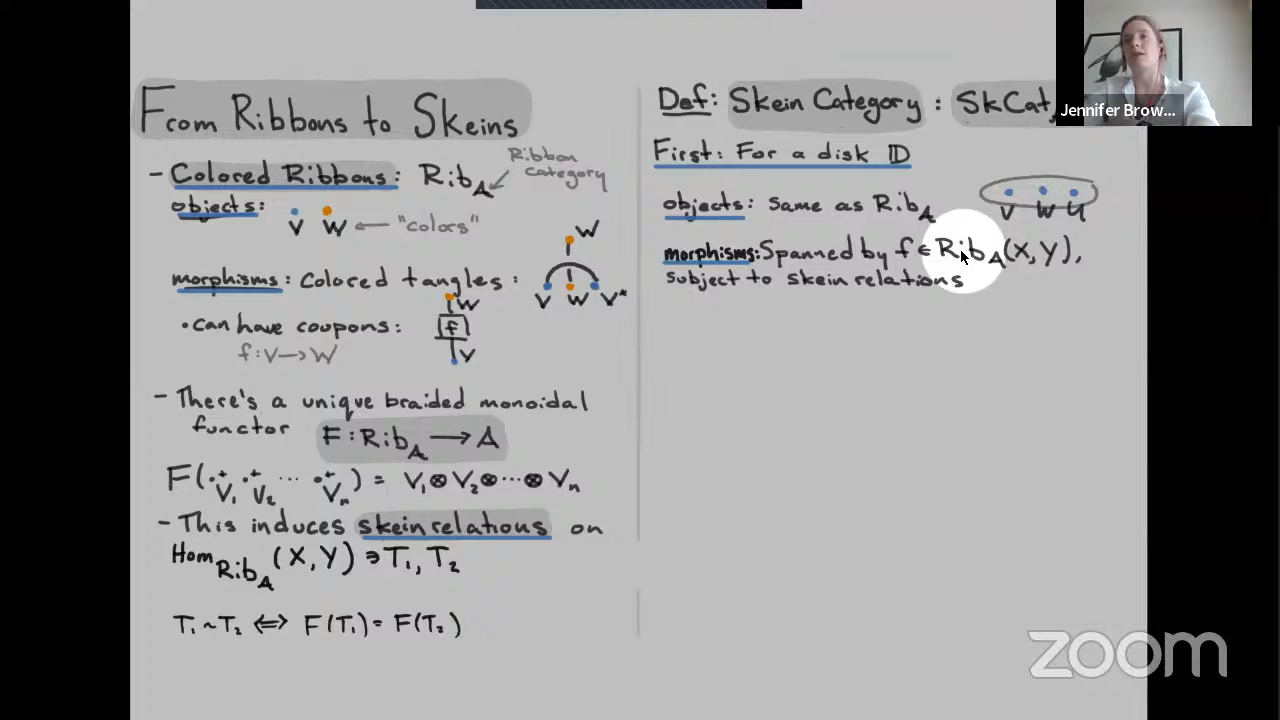 From Ribbons to Skeins
- Colored Ribbons: Rib_A
Ribbon category
objects: V W "colors"
W
morphisms: Colored tangles:
V W V*
• can have coupons:
W
f
V
f: V → W
- There's a unique braided monoidal
functor F: Rib_A → A
F(·⁺V₁ ·⁺V₂ ... ·⁺Vₙ) = V₁⊗V₂⊗...⊗Vₙ
- This induces skein relations on
Hom_Rib_A (X, Y) ∋ T₁, T₂
T₁ ~ T₂ ⟺ F(T₁) = F(T₂)
Def: Skein Category: SkCat
First: For a disk D
objects: Same as Rib_A
V W U
morphisms: Spanned by f ∈ Rib_A(X, Y),
subject to skein relations
Jennifer Brow...
zoom